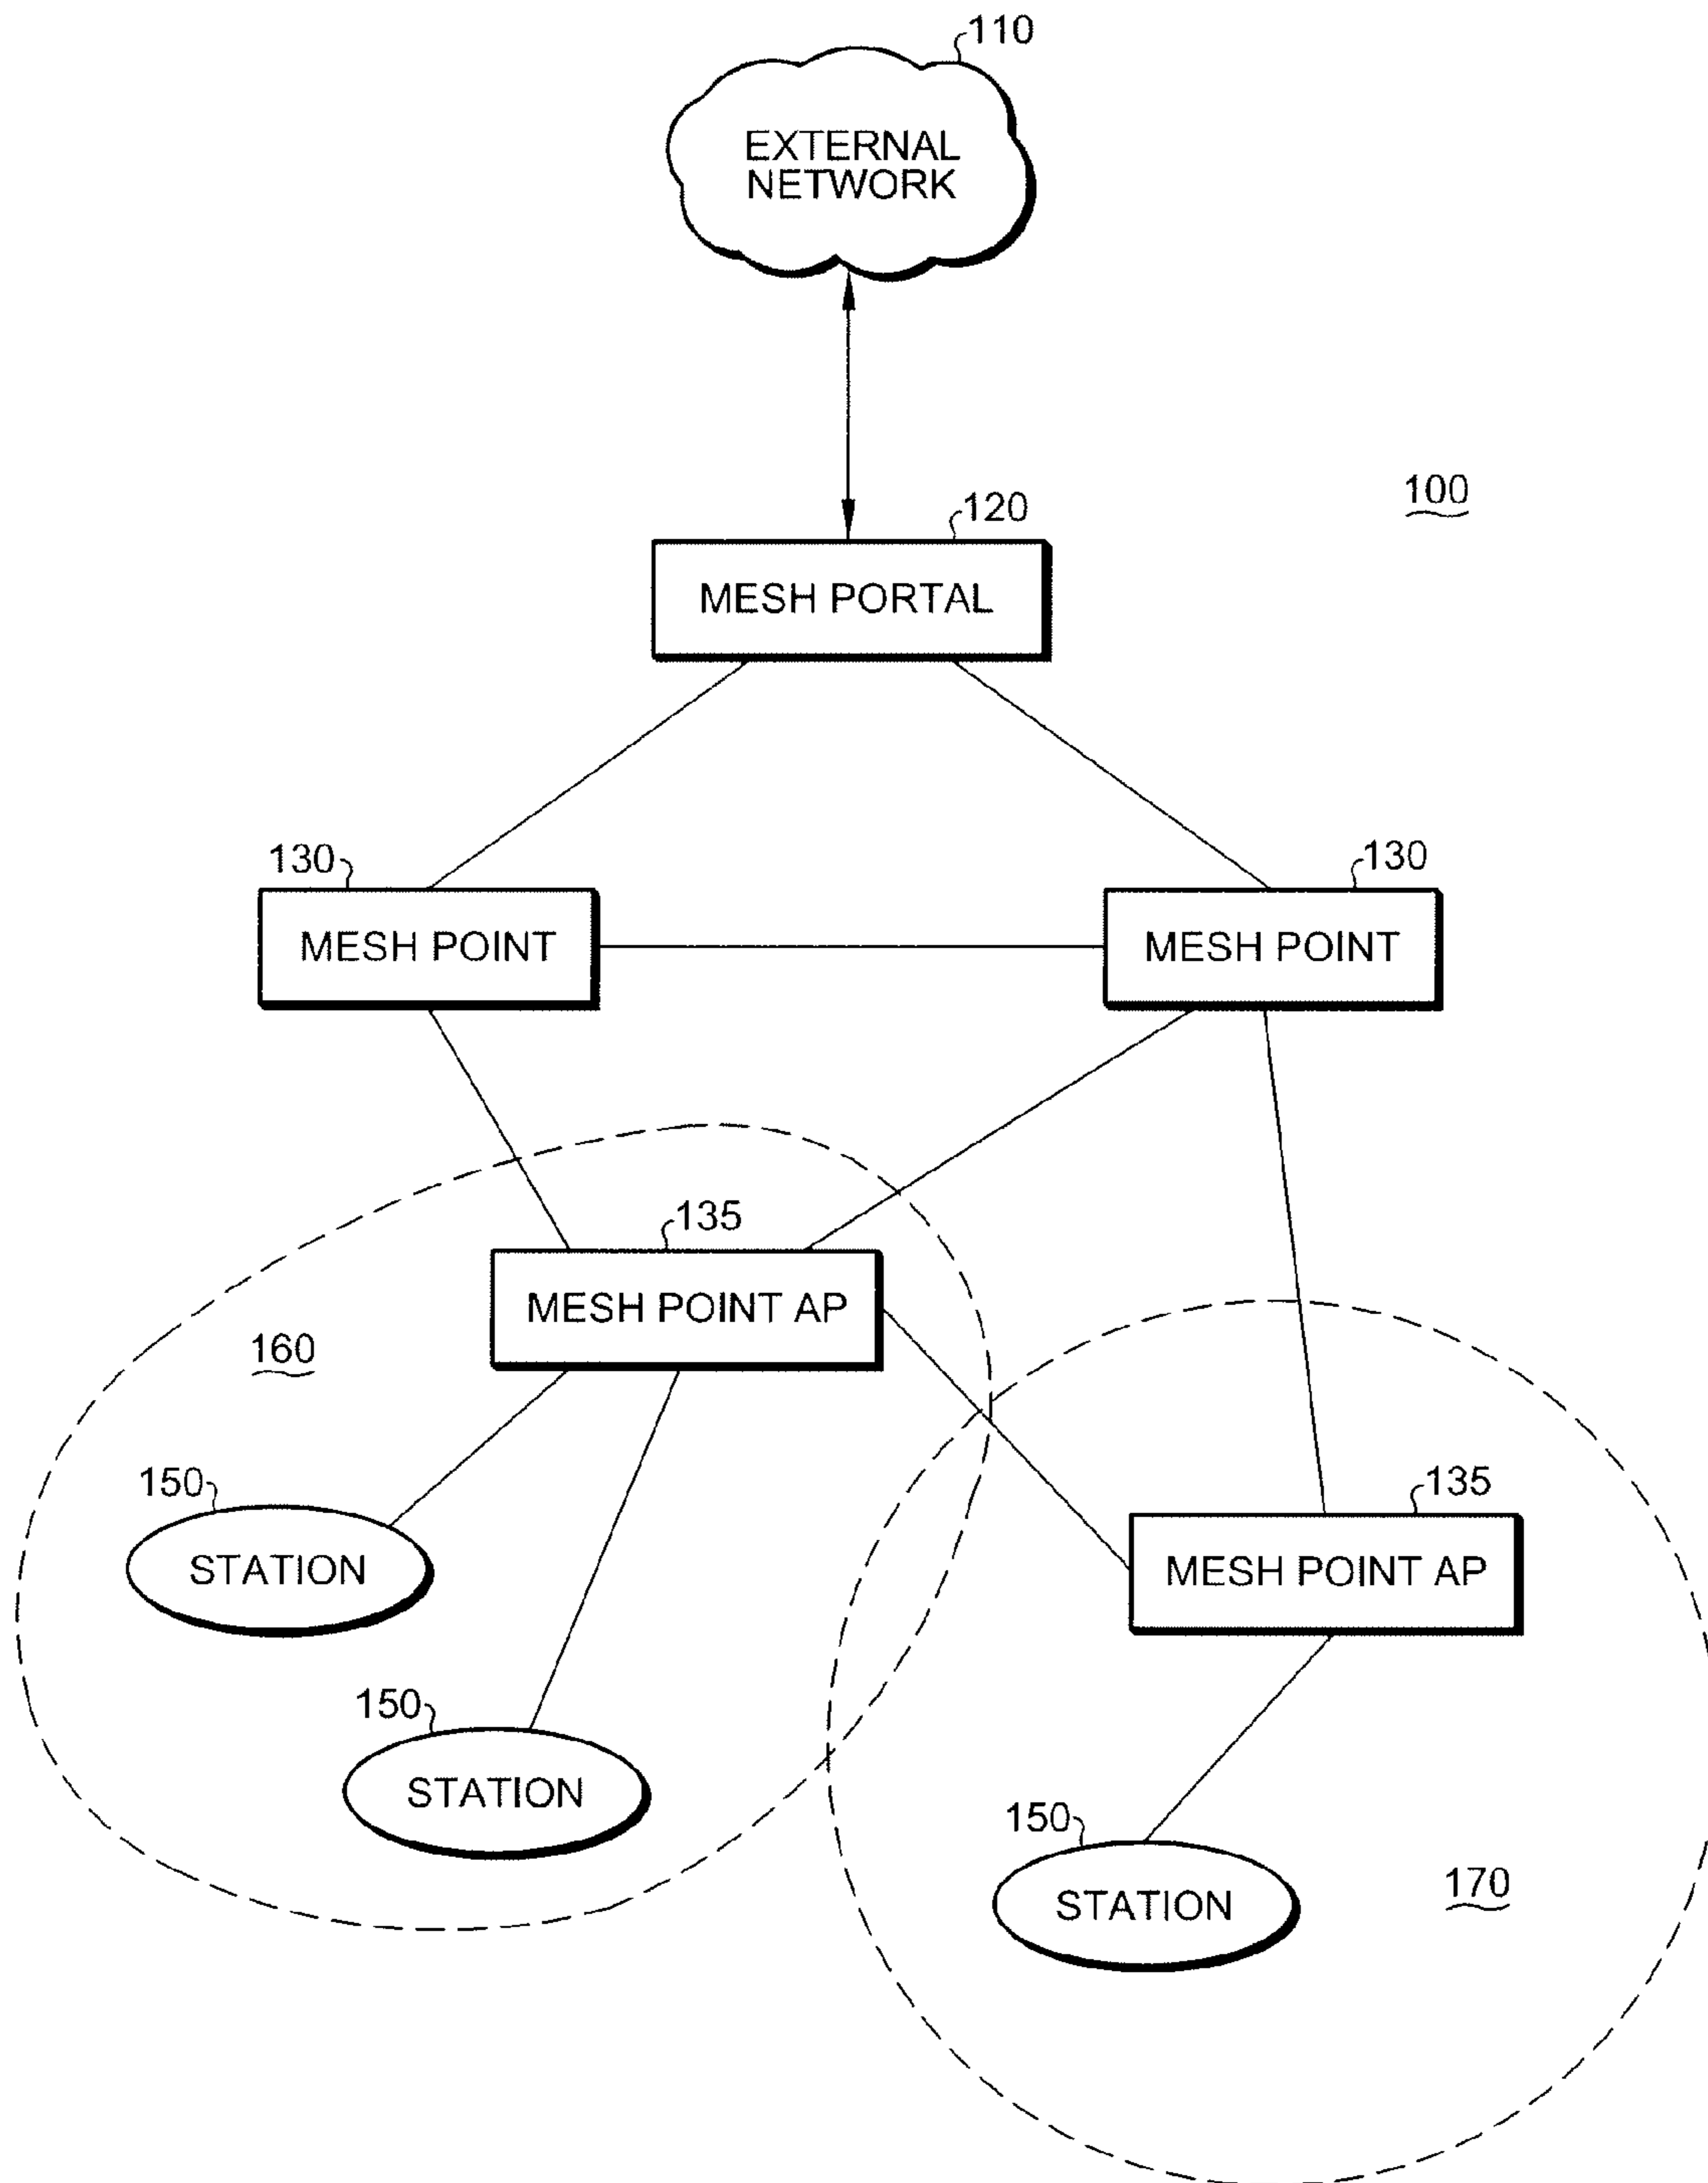 110
EXTERNAL
NETWORK
100
120
MESH PORTAL
130
130
MESH POINT
MESH POINT
135
MESH POINT AP
160
150
135
STATION
MESH POINT AP
150
STATION
150
170
STATION